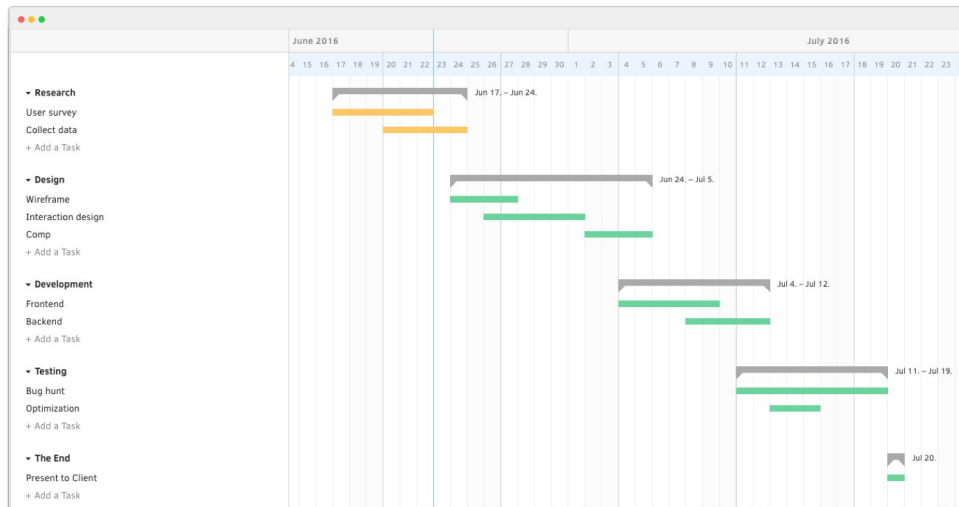 June 2016 July 2016
4 15 16 17 18 19 20 21 22 23 24 25 26 27 28 29 30 1 2 3 4 5 6 7 8 9 10 11 12 13 14 15 16 17 18 19 20 21 22 23
Research Jun 17. – Jun 24.
User survey
Collect data
+ Add a Task
Design Jun 24. – Jul 5.
Wireframe
Interaction design
Comp
+ Add a Task
Development Jul 4. – Jul 12.
Frontend
Backend
+ Add a Task
Testing Jul 11. – Jul 19.
Bug hunt
Optimization
+ Add a Task
The End Jul 20.
Present to Client
+ Add a Task